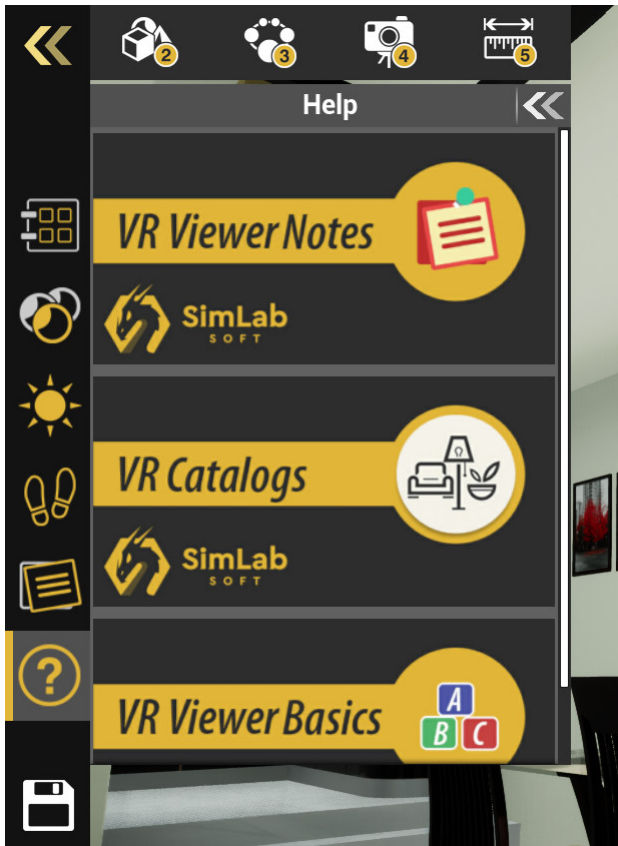 2
3
4
5
Help
VR Viewer Notes
SimLab
SOFT
VR Catalogs
SimLab
SOFT
?
VR Viewer Basics
A
B C